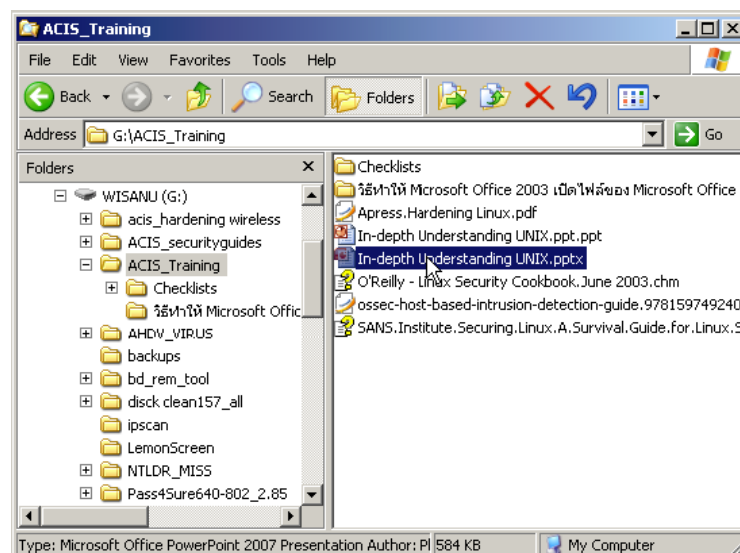 ACIS_Training
File Edit View Favorites Tools Help
Back Search Folders
Address G:\ACIS_Training Go
Folders
WISANU (G:)
acis_hardening wireless
ACIS_securityguides
ACIS_Training
Checklists
วิธีทำให้ Microsoft Offic
AHDV_VIRUS
backups
bd_rem_tool
disck clean157_all
ipscan
LemonScreen
NTLDR_MISS
Pass4Sure640-802_2.85
Checklists
วิธีทำให้ Microsoft Office 2003 เปิดไฟล์ของ Microsoft Office
Apress.Hardening Linux.pdf
In-depth Understanding UNIX.ppt.ppt
In-depth Understanding UNIX.pptx
O'Reilly - Linux Security Cookbook.June 2003.chm
ossec-host-based-intrusion-detection-guide.978159749240
SANS.Institute.Securing.Linux.A.Survival.Guide.for.Linux.S
Type: Microsoft Office PowerPoint 2007 Presentation Author: Pl 584 KB My Computer